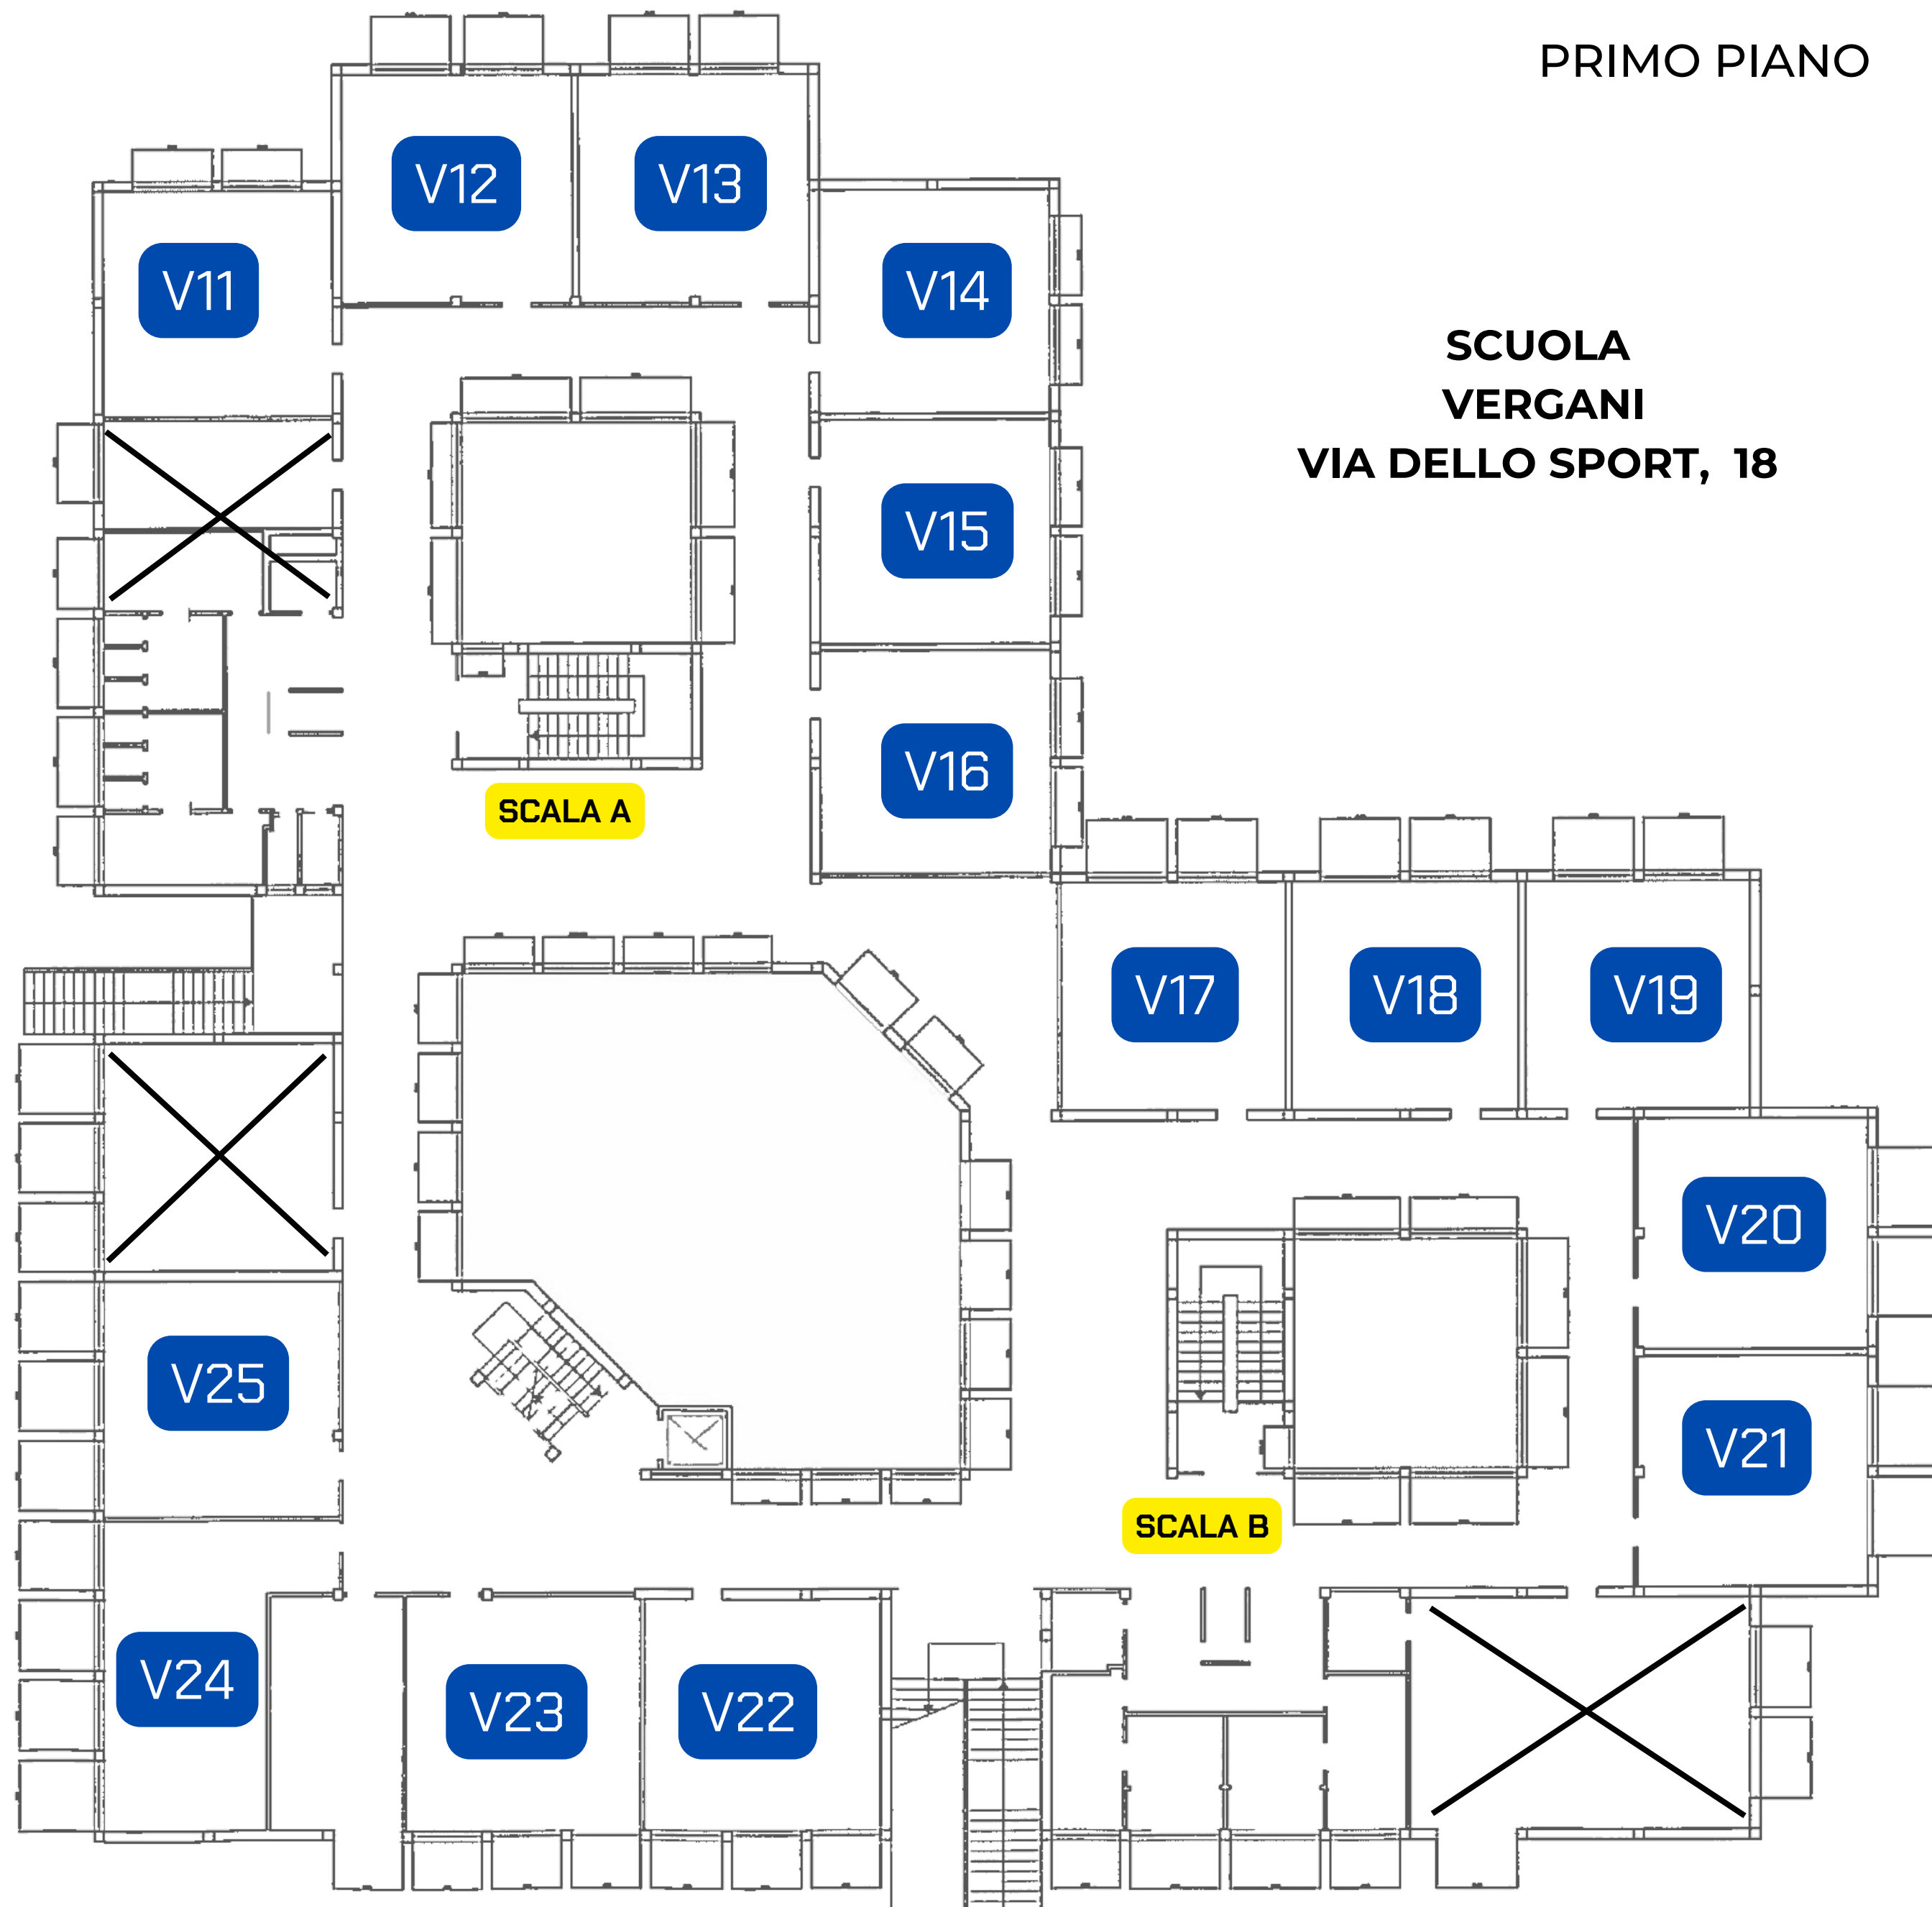 PRIMO PIANO
V12
V13
V11
V14
SCUOLA
VERGANI
VIA DELLO SPORT, 18
V15
V16
SCALA A
V17
V18
V19
V20
V25
V21
SCALA B
V24
V23
V22